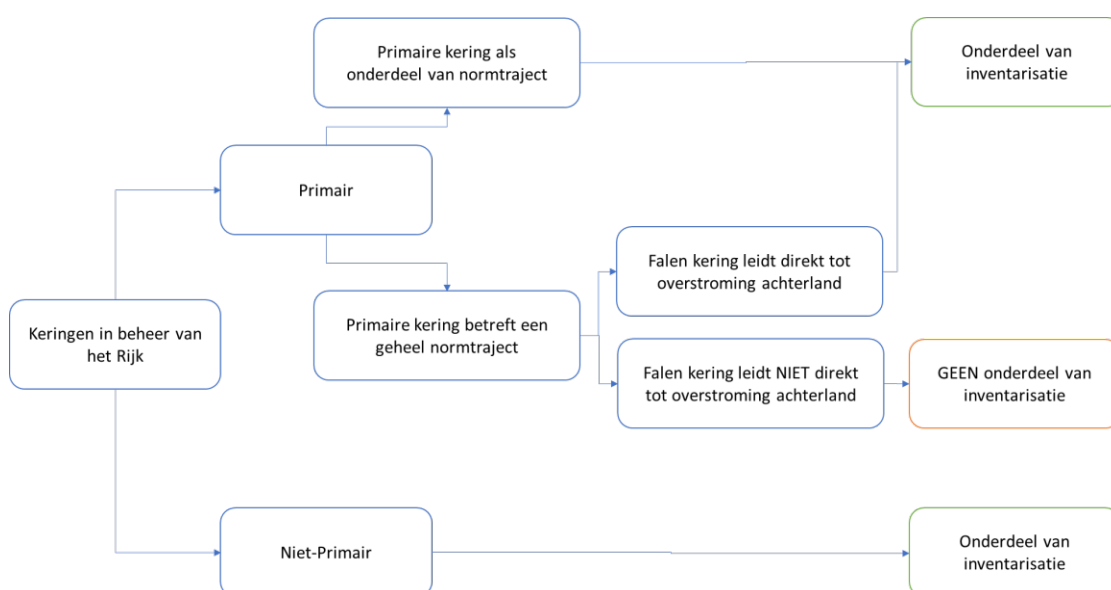 Primaire kering als
onderdeel van normtraject
Onderdeel van
inventarisatie
Primair
Falen kering leidt direkt tot
overstroming achterland
Keringen in beheer van
het Rijk
Primaire kering betreft een
geheel normtraject
Falen kering leidt NIET direkt
tot overstroming achterland
GEEN onderdeel van
inventarisatie
Niet-Primair
Onderdeel van
inventarisatie